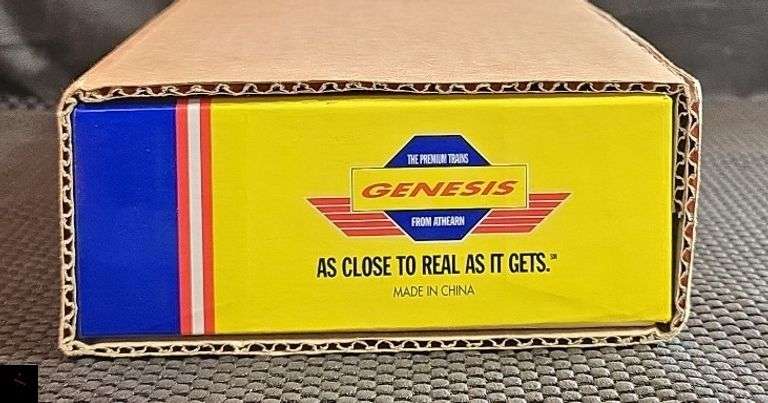 THE PREMIUM TRAINS
GENESIS
FROM ATHEARN
AS CLOSE TO REAL AS IT GETS.℠
MADE IN CHINA